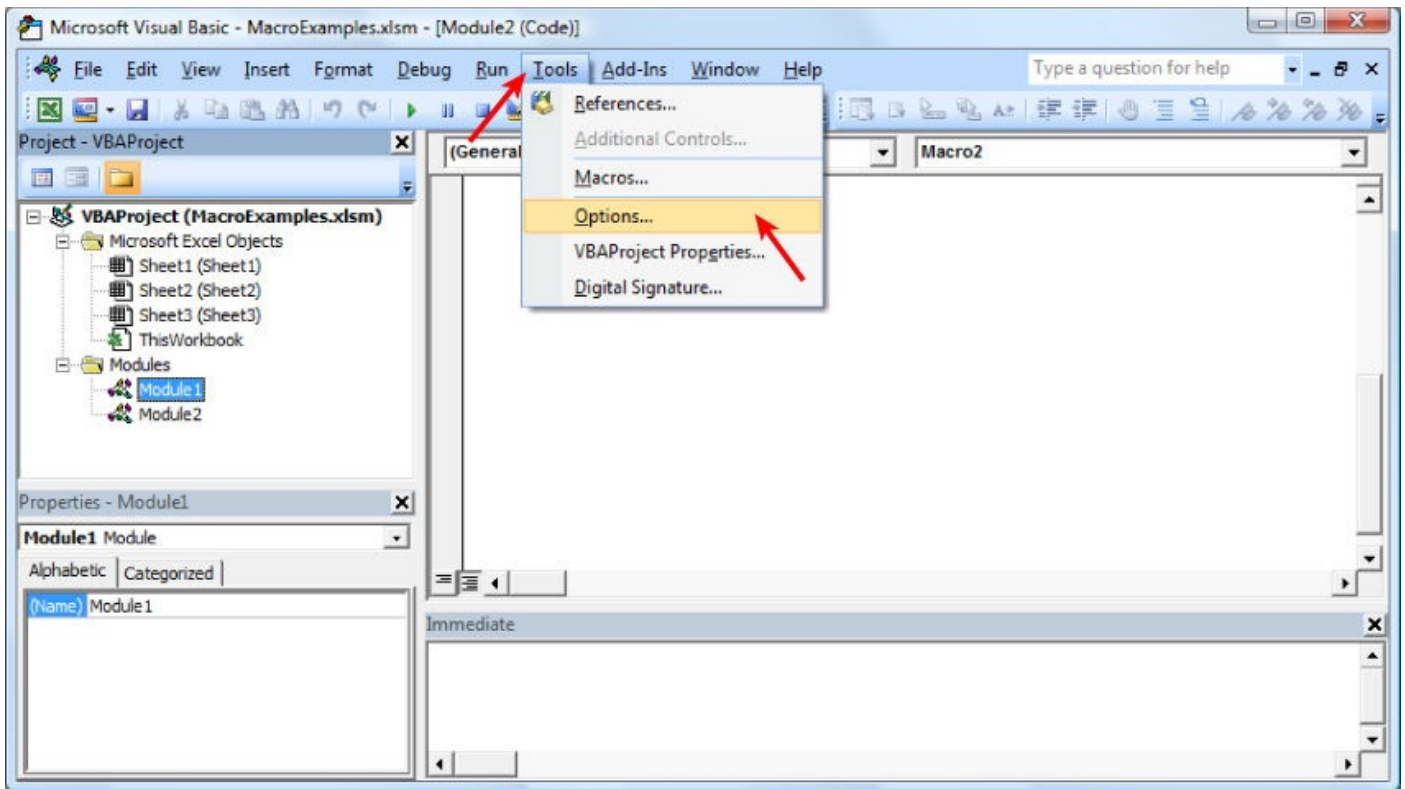 Microsoft Visual Basic - MacroExamples.xlsm - [Module2 (Code)]
File Edit View Insert Format Debug Run Tools Add-Ins Window Help Type a question for help
References...
Additional Controls...
Macros...
Options...
VBAProject Properties...
Digital Signature...
Project - VBAProject
VBAProject (MacroExamples.xlsm)
Microsoft Excel Objects
Sheet1 (Sheet1)
Sheet2 (Sheet2)
Sheet3 (Sheet3)
ThisWorkbook
Modules
Module1
Module2
(General
Macro2
Properties - Module1
Module1 Module
Alphabetic Categorized
(Name) Module1
Immediate